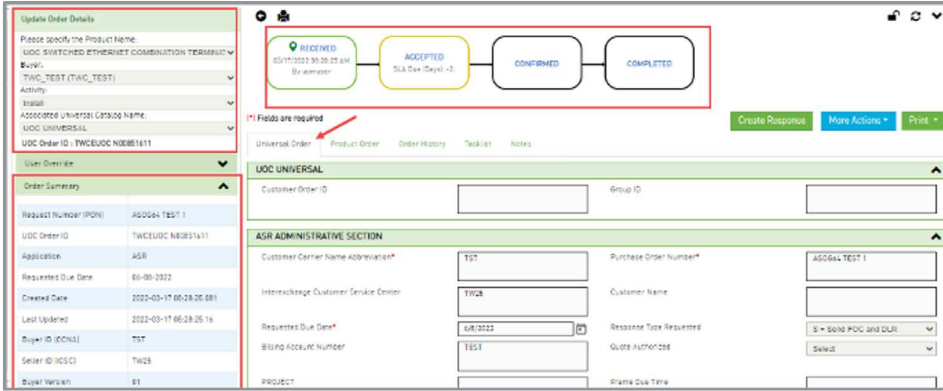 Update Order Details
Please specify the Product Name:
UOC SWITCHED ETHERNET COMBINATION TERMINAT
Buyer:
TWC_TEST (TWC_TEST)
Activity:
Install
Associated Universal Catalog Name:
UOC UNIVERSAL
UOC Order ID : TWCEUOC N00851611
User Override
Order Summary
Request Number (PON) ASOG64 TEST 1
UOC Order ID TWCEUOC N00851611
Application ASR
Requested Due Date 06-08-2022
Created Date 2022-03-17 08:28:25.081
Last Updated 2022-03-17 08:28:25.16
Buyer ID (CCNA) TST
Seller ID (ICSC) TW28
Buyer Version 01
RECEIVED
03/17/2022 08:28:25 AM
By
ACCEPTED
SLA Due (Days): -2.
CONFIRMED
COMPLETED
(*) Fields are required
Create Response More Actions Print
Universal Order Product Order Order History Tasklist Notes
UOC UNIVERSAL
Customer Order ID Group ID
ASR ADMINISTRATIVE SECTION
Customer Carrier Name Abbreviation* TST Purchase Order Number* ASOG64 TEST 1
Interexchange Customer Service Center TW28 Customer Name
Requested Due Date* 6/8/2022 Response Type Requested S = Send FOC and DLR
Billing Account Number TEST Quote Authorized Select
PROJECT Frame Due Time